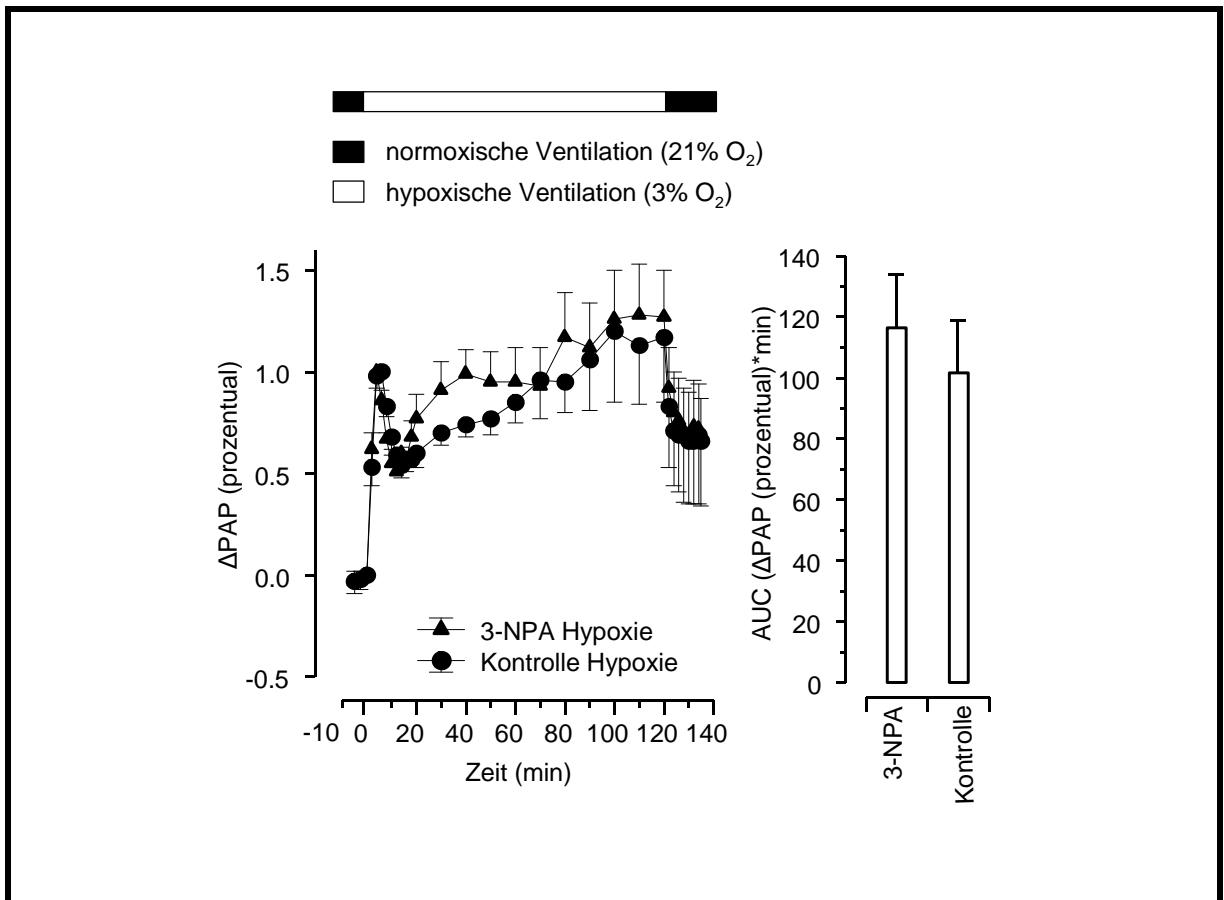 normoxische Ventilation (21% O₂)
hypoxische Ventilation (3% O₂)
ΔPAP (prozentual)
1.5
1.0
0.5
0.0
-0.5
3-NPA Hypoxie
Kontrolle Hypoxie
-10 0 20 40 60 80 100 120 140
Zeit (min)
AUC (ΔPAP (prozentual)*min)
140
120
100
80
60
40
20
0
3-NPA
Kontrolle